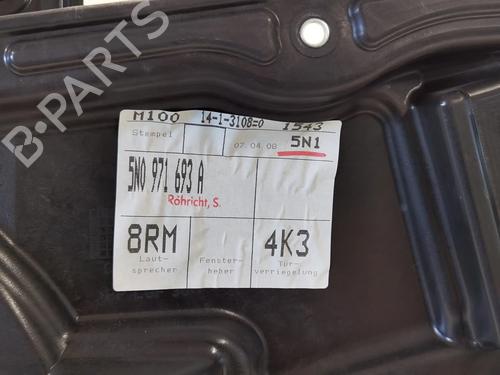 M100 14-1-3108=0 1543
Stempel 07.04.08 5N1
5N0 971 693 A
Röhricht, S.
8RM 4K3
Laut- Fenster- Tür-
sprecher heber verriegelung
B-PARTS